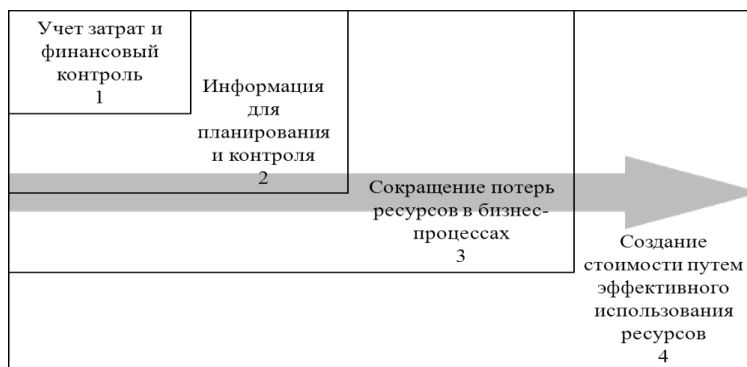 Учет затрат и
финансовый
контроль
1
Информация
для
планирования
и контроля
2
Сокращение потерь
ресурсов в бизнес-
процессах
3
Создание
стоимости путем
эффективного
использования
ресурсов
4